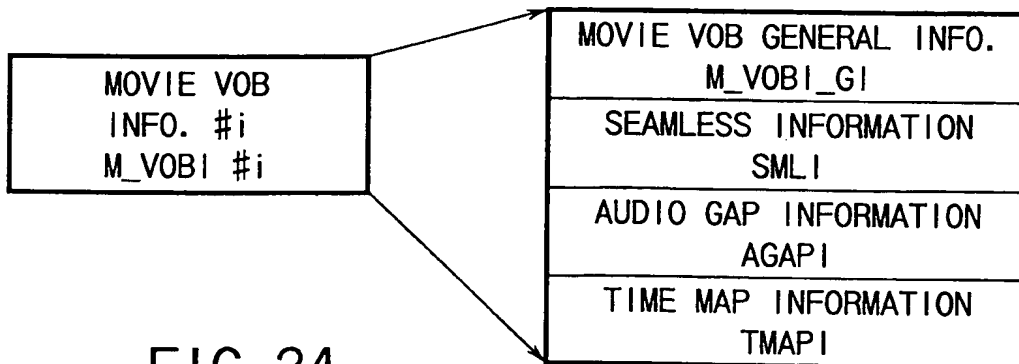 MOVIE VOB
INFO. #i
M_VOBI #i
MOVIE VOB GENERAL INFO.
M_VOBI_GI
SEAMLESS INFORMATION
SMLI
AUDIO GAP INFORMATION
AGAPI
TIME MAP INFORMATION
TMAPI